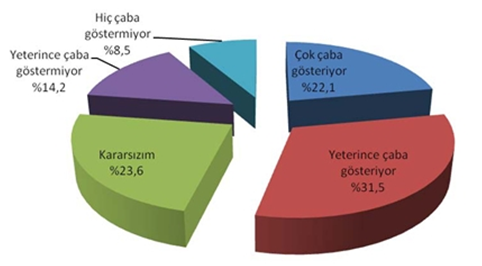 Hiç çaba
göstermiyor
%8,5
Yeterince çaba
göstermiyor
%14,2
Çok çaba
gösteriyor
%22,1
Kararsızım
%23,6
Yeterince çaba
gösteriyor
%31,5